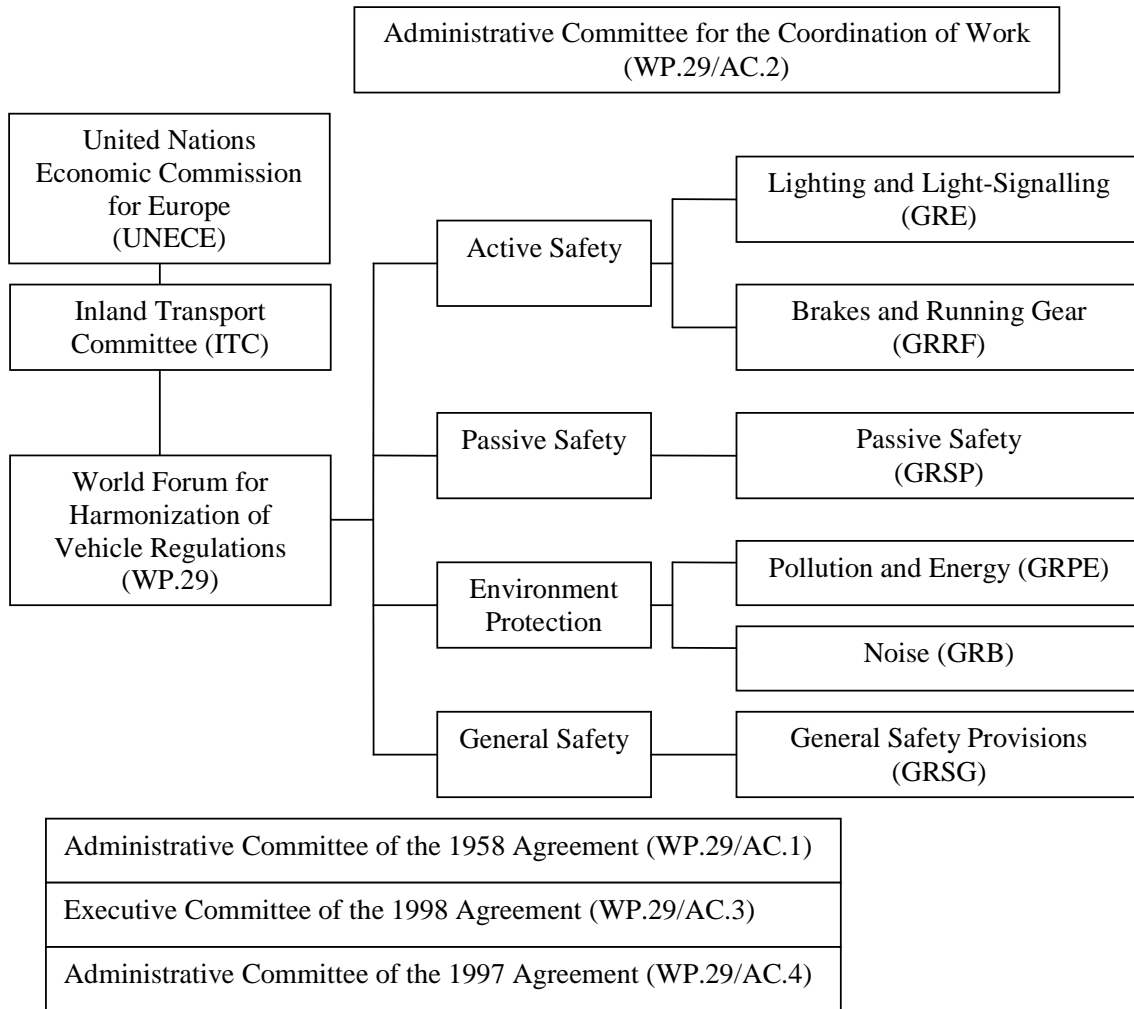 Administrative Committee for the Coordination of Work
(WP.29/AC.2)
United Nations
Economic Commission
for Europe
(UNECE)
Inland Transport
Committee (ITC)
World Forum for
Harmonization of
Vehicle Regulations
(WP.29)
Active Safety
Lighting and Light-Signalling
(GRE)
Brakes and Running Gear
(GRRF)
Passive Safety
Passive Safety
(GRSP)
Environment
Protection
Pollution and Energy (GRPE)
Noise (GRB)
General Safety
General Safety Provisions
(GRSG)
Administrative Committee of the 1958 Agreement (WP.29/AC.1)
Executive Committee of the 1998 Agreement (WP.29/AC.3)
Administrative Committee of the 1997 Agreement (WP.29/AC.4)